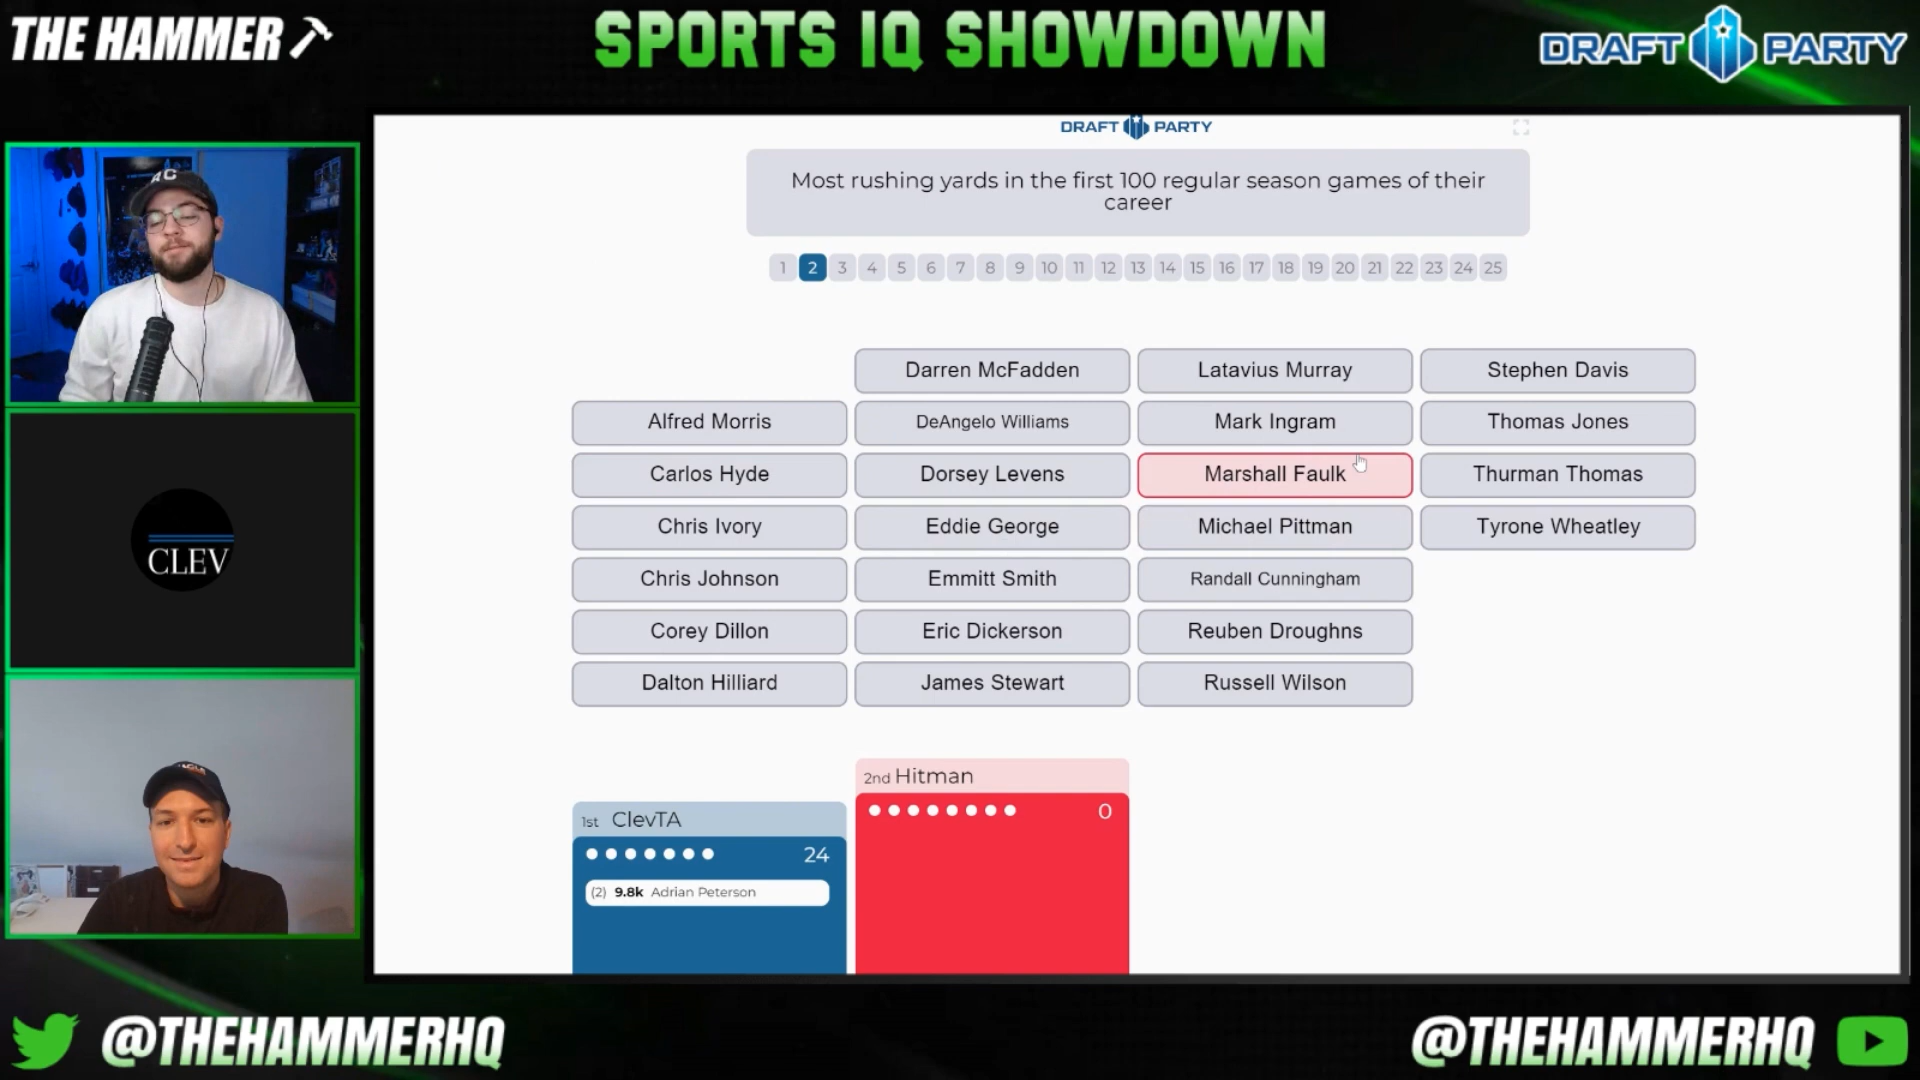 THE HAMMER
SPORTS IQ SHOWDOWN
DRAFT PARTY
DRAFT PARTY
Most rushing yards in the first 100 regular season games of their
career
1 2 3 4 5 6 7 8 9 10 11 12 13 14 15 16 17 18 19 20 21 22 23 24 25
Darren McFadden Latavius Murray Stephen Davis
Alfred Morris DeAngelo Williams Mark Ingram Thomas Jones
Carlos Hyde Dorsey Levens Marshall Faulk Thurman Thomas
Chris Ivory Eddie George Michael Pittman Tyrone Wheatley
Chris Johnson Emmitt Smith Randall Cunningham
Corey Dillon Eric Dickerson Reuben Droughns
Dalton Hilliard James Stewart Russell Wilson
2nd Hitman
0
1st ClevTA
24
(2) 9.8k Adrian Peterson
CLEV
@THEHAMMERHQ
@THEHAMMERHQ